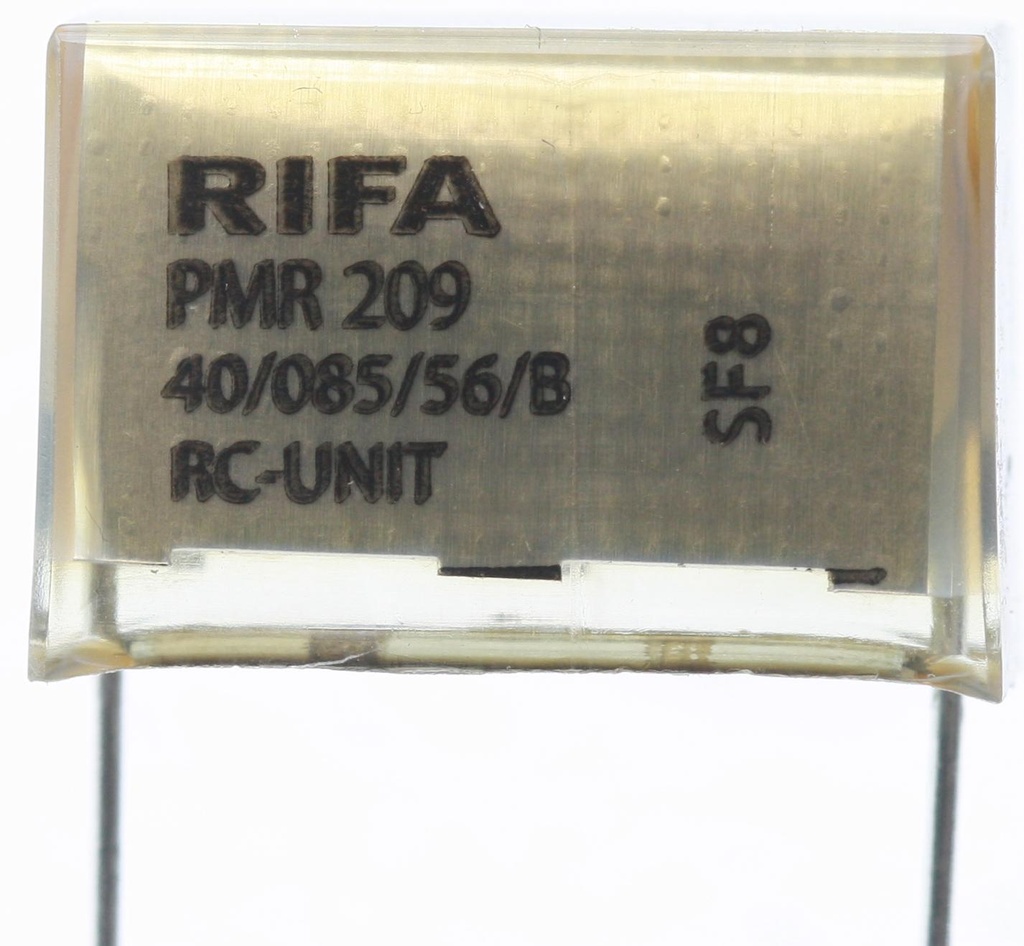 RIFA
PMR 209
40/085/56/B
RC-UNIT
SF8